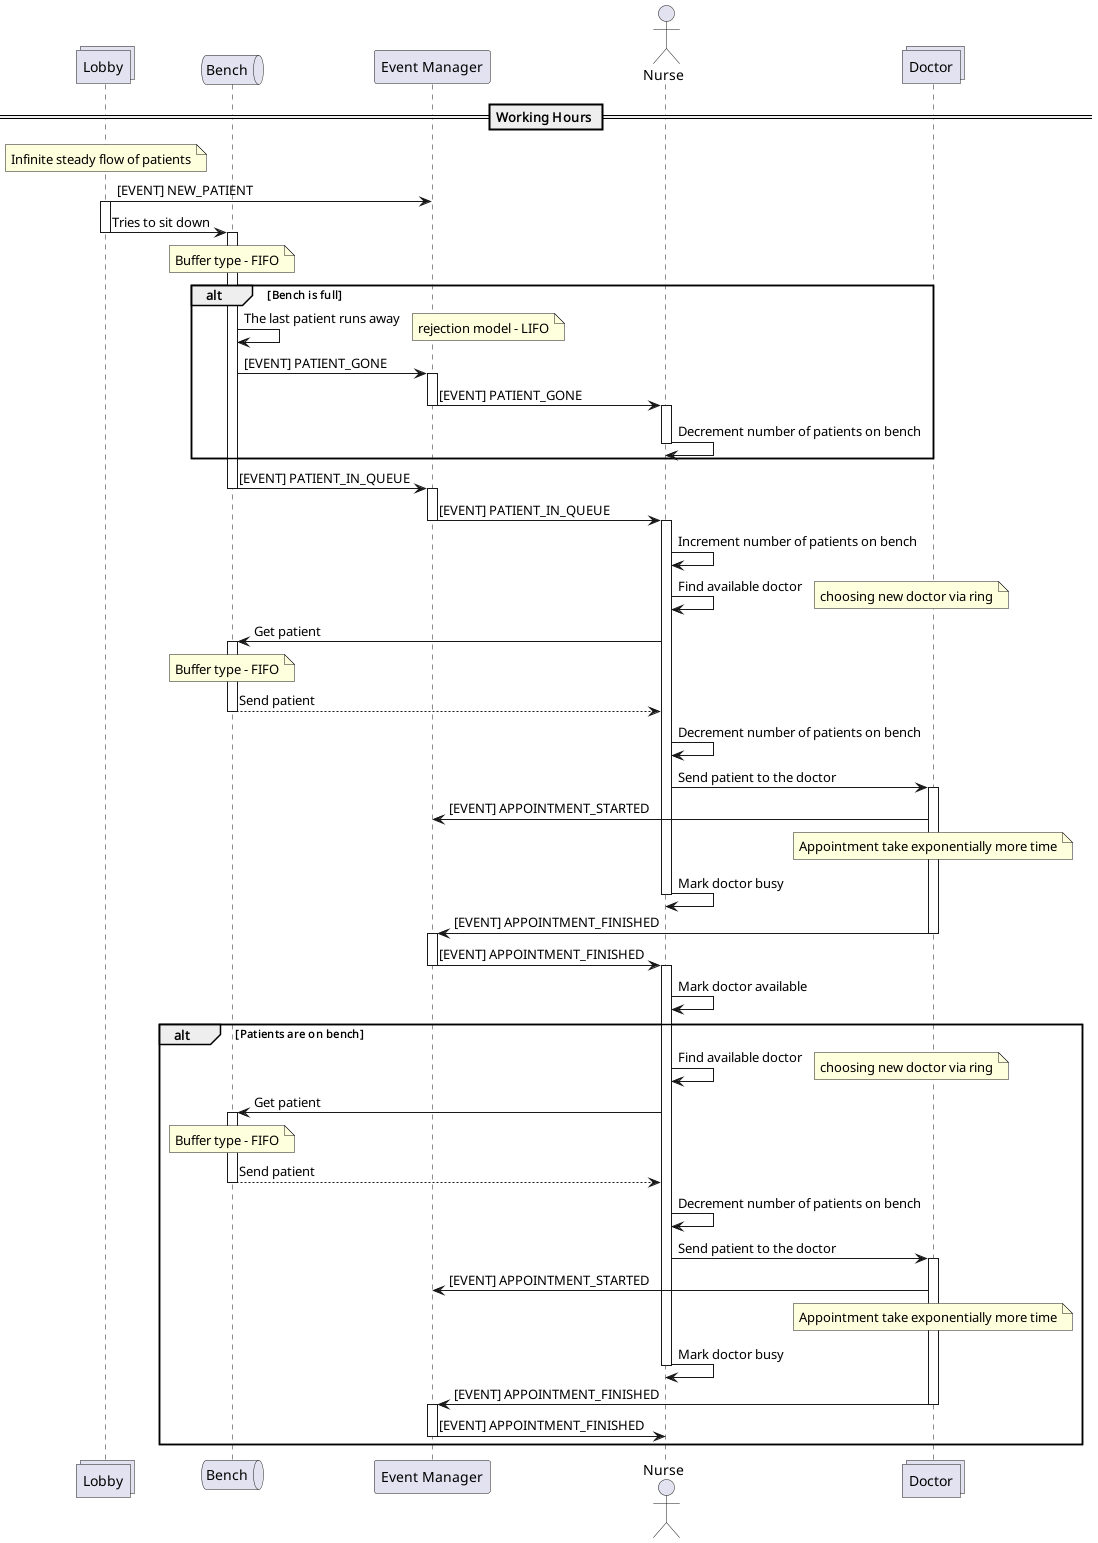 Nurse
Lobby
Bench
Event Manager
Doctor
Working Hours
Infinite steady flow of patients
[EVENT] NEW_PATIENT
Tries to sit down
Buffer type - FIFO
alt
[Bench is full]
The last patient runs away
rejection model - LIFO
[EVENT] PATIENT_GONE
[EVENT] PATIENT_GONE
Decrement number of patients on bench
[EVENT] PATIENT_IN_QUEUE
[EVENT] PATIENT_IN_QUEUE
Increment number of patients on bench
Find available doctor
choosing new doctor via ring
Get patient
Buffer type - FIFO
Send patient
Decrement number of patients on bench
Send patient to the doctor
[EVENT] APPOINTMENT_STARTED
Appointment take exponentially more time
Mark doctor busy
[EVENT] APPOINTMENT_FINISHED
[EVENT] APPOINTMENT_FINISHED
Mark doctor available
alt
[Patients are on bench]
Find available doctor
choosing new doctor via ring
Get patient
Buffer type - FIFO
Send patient
Decrement number of patients on bench
Send patient to the doctor
[EVENT] APPOINTMENT_STARTED
Appointment take exponentially more time
Mark doctor busy
[EVENT] APPOINTMENT_FINISHED
[EVENT] APPOINTMENT_FINISHED
Lobby
Bench
Event Manager
Nurse
Doctor